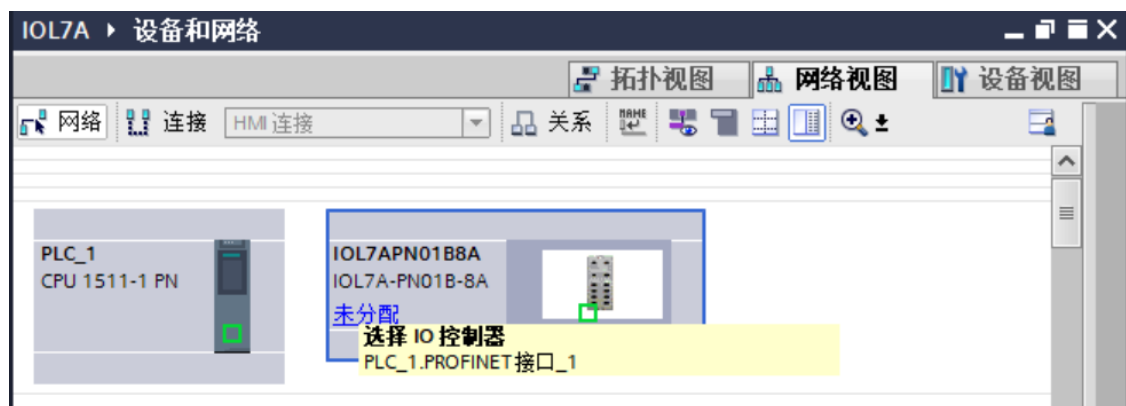 IOL7A ▸ 设备和网络
拓扑视图 网络视图 设备视图
网络 连接 HMI 连接 关系
PLC_1
CPU 1511-1 PN
IOL7APN01B8A
IOL7A-PN01B-8A
未分配
选择 IO 控制器
PLC_1.PROFINET接口_1